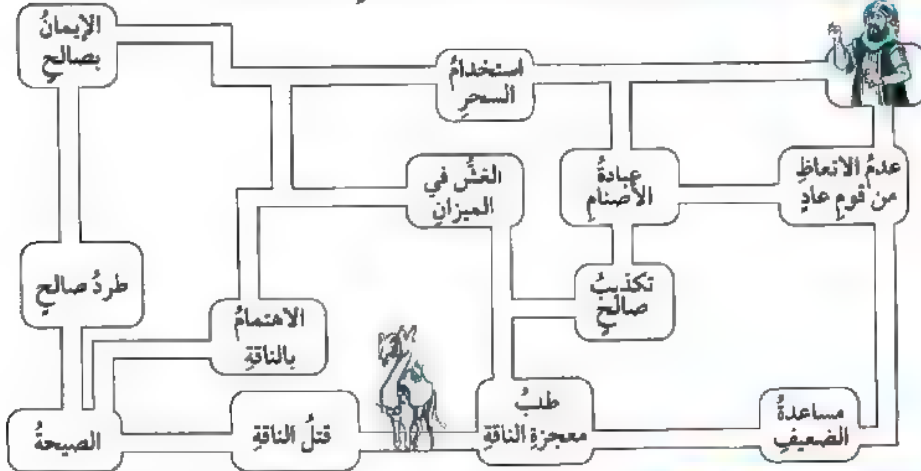 الإيمانُ
بصالحٍ
استخدامُ
السحرِ
عدمُ الاتعاظِ
من قومِ عادٍ
عبادةُ
الأصنامِ
الغشُّ في
الميزانِ
تكذيبُ
صالحٍ
طردُ صالحٍ
الاهتمامُ
بالناقةِ
مساعدةُ
الضعيفِ
طلبُ
معجزةِ الناقةِ
قتلُ الناقةِ
الصيحةُ